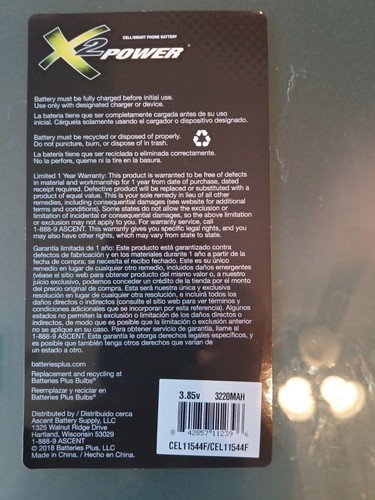 CELL/SMART PHONE BATTERY
X2POWER®
Battery must be fully charged before initial use.
Use only with designated charger or device.
La batería tiene que ser completamente cargada antes de su uso
inicial. Cárguela solamente usando el cargador o dispositivo designado.
Battery must be recycled or disposed of properly.
Do not puncture, burn, or dispose of in trash.
La batería tiene que ser reciclada o eliminada correctamente.
No la perfore, queme ni la tire en la basura.
Limited 1 Year Warranty: This product is warranted to be free of defects
in material and workmanship for 1 year from date of purchase, dated
receipt required. Defective product will be replaced or substituted with a
product of equal value. This is your sole remedy in lieu of all other
remedies, including consequential damages (see website for additional
terms and conditions). Some states do not allow the exclusion or
limitation of incidental or consequential damages, so the above limitation
or exclusion may not apply to you. For warranty service, call
1-888-9 ASCENT. This warranty gives you specific legal rights, and you
may also have other rights, which may vary from state to state.
Garantía limitada de 1 año: Este producto está garantizado contra
defectos de fabricación y en los materiales durante 1 año a partir de la
fecha de compra; se necesita el recibo fechado. Este es su único
remedio en lugar de cualquier otro remedio, incluidos daños emergentes
(véase el sitio web para obtener producto del mismo valor o, a nuestro
juicio exclusivo, podemos conceder un crédito de la tienda por el monto
del precio original de compra. Esta será nuestra única y exclusiva
resolución en lugar de cualquier otra resolución, e incluirá todos los
daños directos o indirectos (consulte el sitio web para ver términos y
condiciones adicionales que se incorporan por esta referencia). Algunos
estados no permiten la exclusión o limitación de los daños directos o
indirectos, de modo que es posible que la limitación o exclusión anterior
no se aplique en su caso. Para obtener servicio de garantía, llame al
1-888-9 ASCENT. Esta garantía le otorga derechos legales específicos, y
es posible que también tenga otros derechos que varían de
un estado a otro.
batteriesplus.com
Replacement and recycling at
Batteries Plus Bulbs®
Reemplazar y reciclar en
Batteries Plus Bulbs®
Distributed by / Distribuido cerca
Ascent Battery Supply, LLC
1325 Walnut Ridge Drive
Hartland, Wisconsin 53029
1-888-9 ASCENT
© 2018 Batteries Plus, LLC
Made in China. / Hecho en China.
3.85v 3220MAH
8 42857 11239 6
CEL11544F/CEL11544F